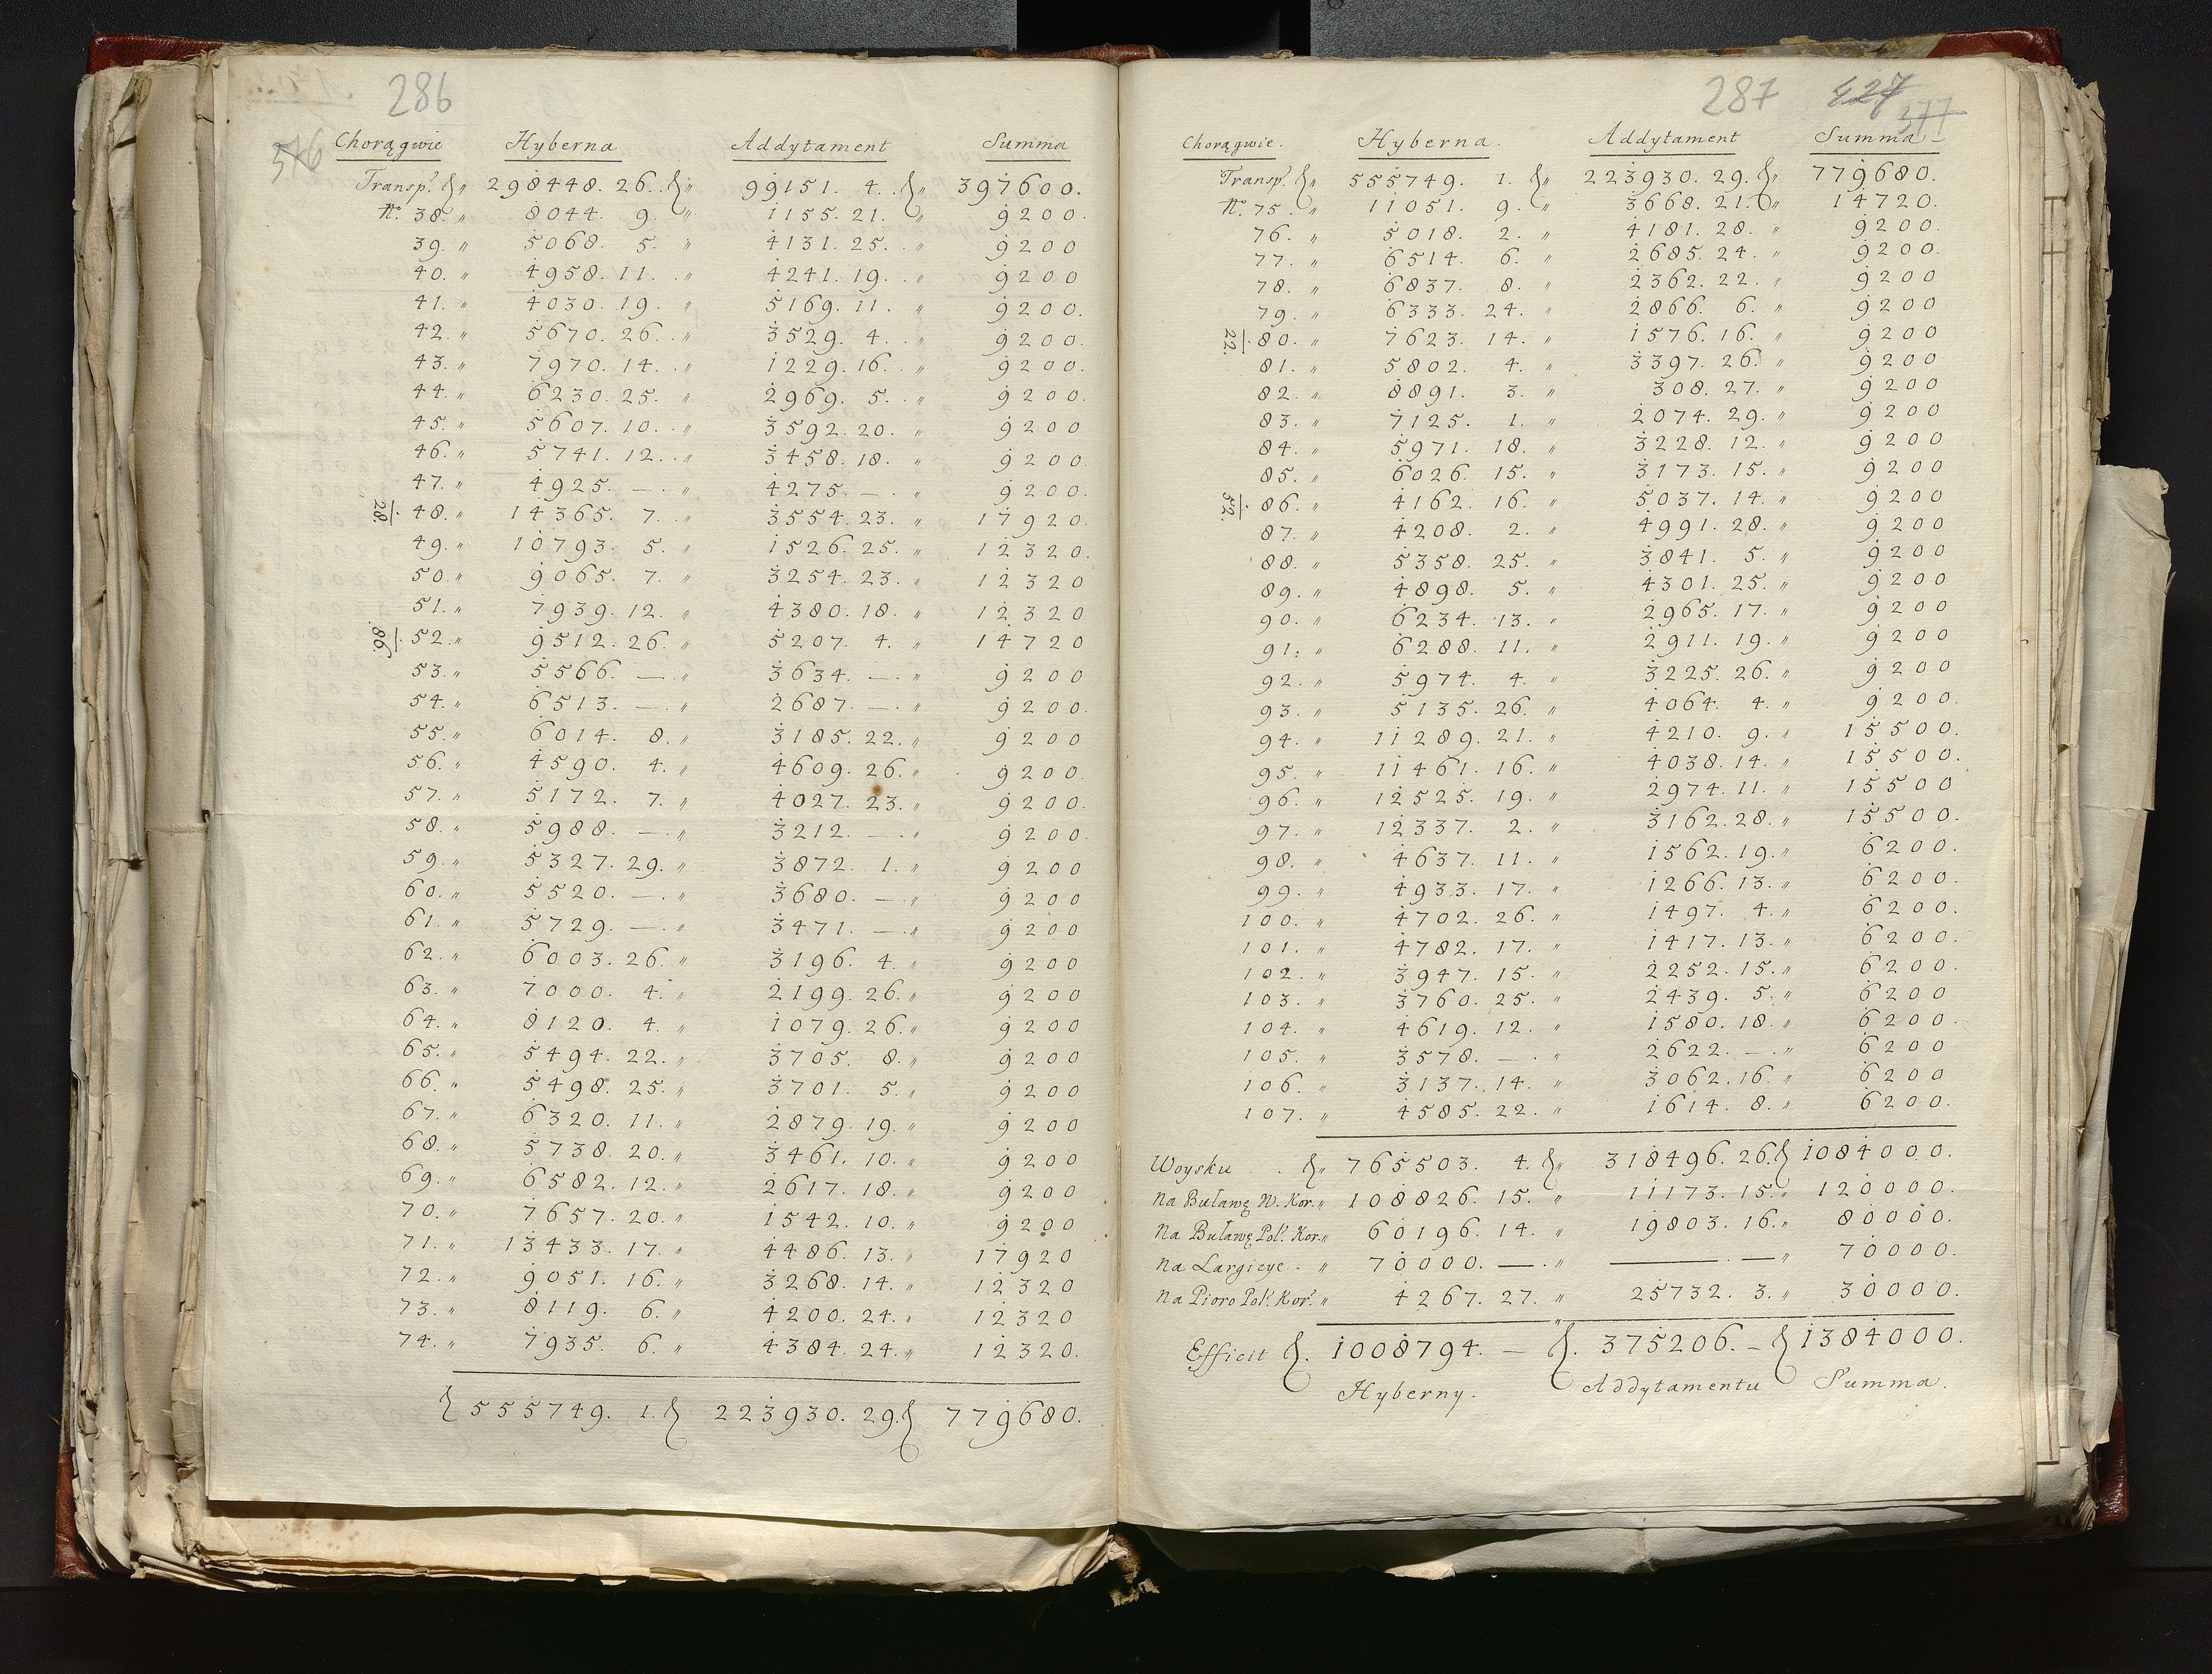 286
576
Chorągwie Hyberna Addytament Summa
Transp.t 298448. 26. 99151. 4. 397600.
No. 38. 8044. 9. 1155. 21. 9200.
39. 5068. 5. 4131. 25. 9200
40. 4958. 11. 4241. 19. 9200
41. 4030. 19. 5169. 11. 9200.
42. 5670. 26. 3529. 4. 9200.
43. 7970. 14. 1229. 16. 9200.
44. 6230. 25. 2969. 5. 9200.
45. 5607. 10. 3592. 20. 9200
46. 5741. 12. 3458. 18. 9200.
47. 4925. — 4275. — 9200.
28. 48. 14365. 7. 3554. 23. 17920.
49. 10793. 5. 1526. 25. 12320.
50. 9065. 7. 3254. 23. 12320
51. 7939. 12. 4380. 18. 12320
86. 52. 9512. 26. 5207. 4. 14720
53. 5566. — 3634. — 9200
54. 6513. — 2687. — 9200.
55. 6014. 8. 3185. 22. 9200
56. 4590. 4. 4609. 26. 9200
57. 5172. 7. 4027. 23. 9200.
58. 5988. — 3212. — 9200.
59. 5327. 29. 3872. 1. 9200
60. 5520. — 3680. — 9200
61. 5729. — 3471. — 9200
62. 6003. 26. 3196. 4. 9200
63. 7000. 4. 2199. 26. 9200
64. 8120. 4. 1079. 26. 9200
65. 5494. 22. 3705. 8. 9200
66. 5498. 25. 3701. 5. 9200
67. 6320. 11. 2879. 19. 9200
68. 5738. 20. 3461. 10. 9200
69. 6582. 12. 2617. 18. 9200
70. 7657. 20. 1542. 10. 9200
71. 13433. 17. 4486. 13. 17920
72. 9051. 16. 3268. 14. 12320
73. 8119. 6. 4200. 24. 12320
74. 7935. 6. 4384. 24. 12320.
555749. 1. 223930. 29. 779680.
287 427
377
Chorągwie. Hyberna. Addytament Summa
Transp.t 555749. 1. 223930. 29. 779680.
No. 75. 11051. 9. 3668. 21. 14720.
76. 5018. 2. 4181. 28. 9200.
77. 6514. 6. 2685. 24. 9200.
78. 6837. 8. 2362. 22. 9200
79. 6333. 24. 2866. 6. 9200
22. 80. 7623. 14. 1576. 16. 9200
81. 5802. 4. 3397. 26. 9200
82. 8891. 3. 308. 27. 9200
83. 7125. 1. 2074. 29. 9200
84. 5971. 18. 3228. 12. 9200
85. 6026. 15. 3173. 15. 9200
52. 86. 4162. 16. 5037. 14. 9200
87. 4208. 2. 4991. 28. 9200
88. 5358. 25. 3841. 5. 9200
89. 4898. 5. 4301. 25. 9200
90. 6234. 13. 2965. 17. 9200
91. 6288. 11. 2911. 19. 9200
92. 5974. 4. 3225. 26. 9200
93. 5135. 26. 4064. 4. 9200.
94. 11289. 21. 4210. 9. 15500.
95. 11461. 16. 4038. 14. 15500.
96. 12525. 19. 2974. 11. 15500
97. 12337. 2. 3162. 28. 15500.
98. 4637. 11. 1562. 19. 6200.
99. 4933. 17. 1266. 13. 6200.
100. 4702. 26. 1497. 4. 6200.
101. 4782. 17. 1417. 13. 6200.
102. 3947. 15. 2252. 15. 6200.
103. 3760. 25. 2439. 5. 6200
104. 4619. 12. 1580. 18. 6200.
105. 3578. — 2622. — 6200
106. 3137. 14. 3062. 16. 6200
107. 4585. 22. 1614. 8. 6200.
Woysku 765503. 4. 318496. 26. 1084000.
na Buławę W. Kor. 108826. 15. 11173. 15. 120000.
na Buławę Pol. Kor. 60196. 14. 19803. 16. 80000.
na Largicye. 70000. — — — 70000.
na Pioro Pol. Kor. 4267. 27. 25732. 3. 30000.
Efficit 1008794. — 375206. — 1384000.
Hyberny. Addytamentu Summa.